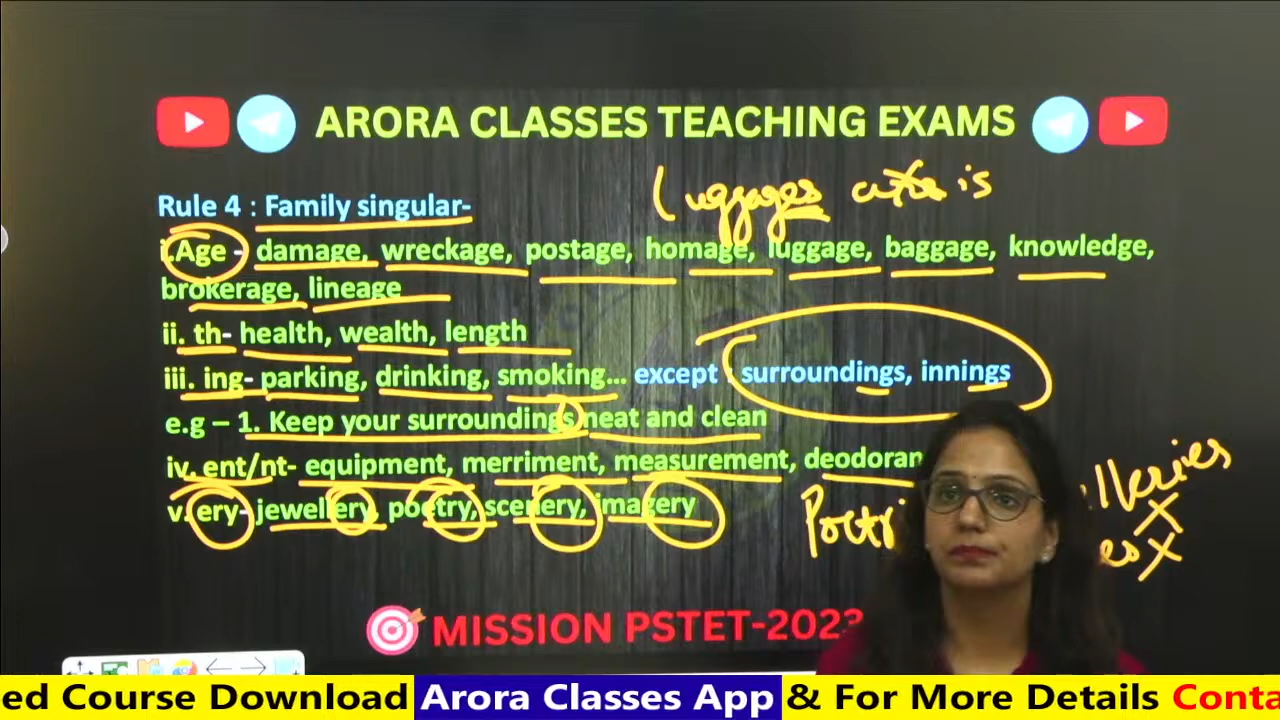 ARORA CLASSES TEACHING EXAMS
luggages are is
Rule 4 : Family singular-
i.Age - damage, wreckage, postage, homage, luggage, baggage, knowledge,
brokerage, lineage
ii. th- health, wealth, length
iii. ing- parking, drinking, smoking... except : surroundings, innings
e.g – 1. Keep your surroundings neat and clean
iv. ent/nt- equipment, merriment, measurement, deodoran
v. ery- jewellery, poetry, scenery, imagery
lleries
X
Poetri es X
MISSION PSTET-2023
ed Course Download Arora Classes App & For More Details Conta